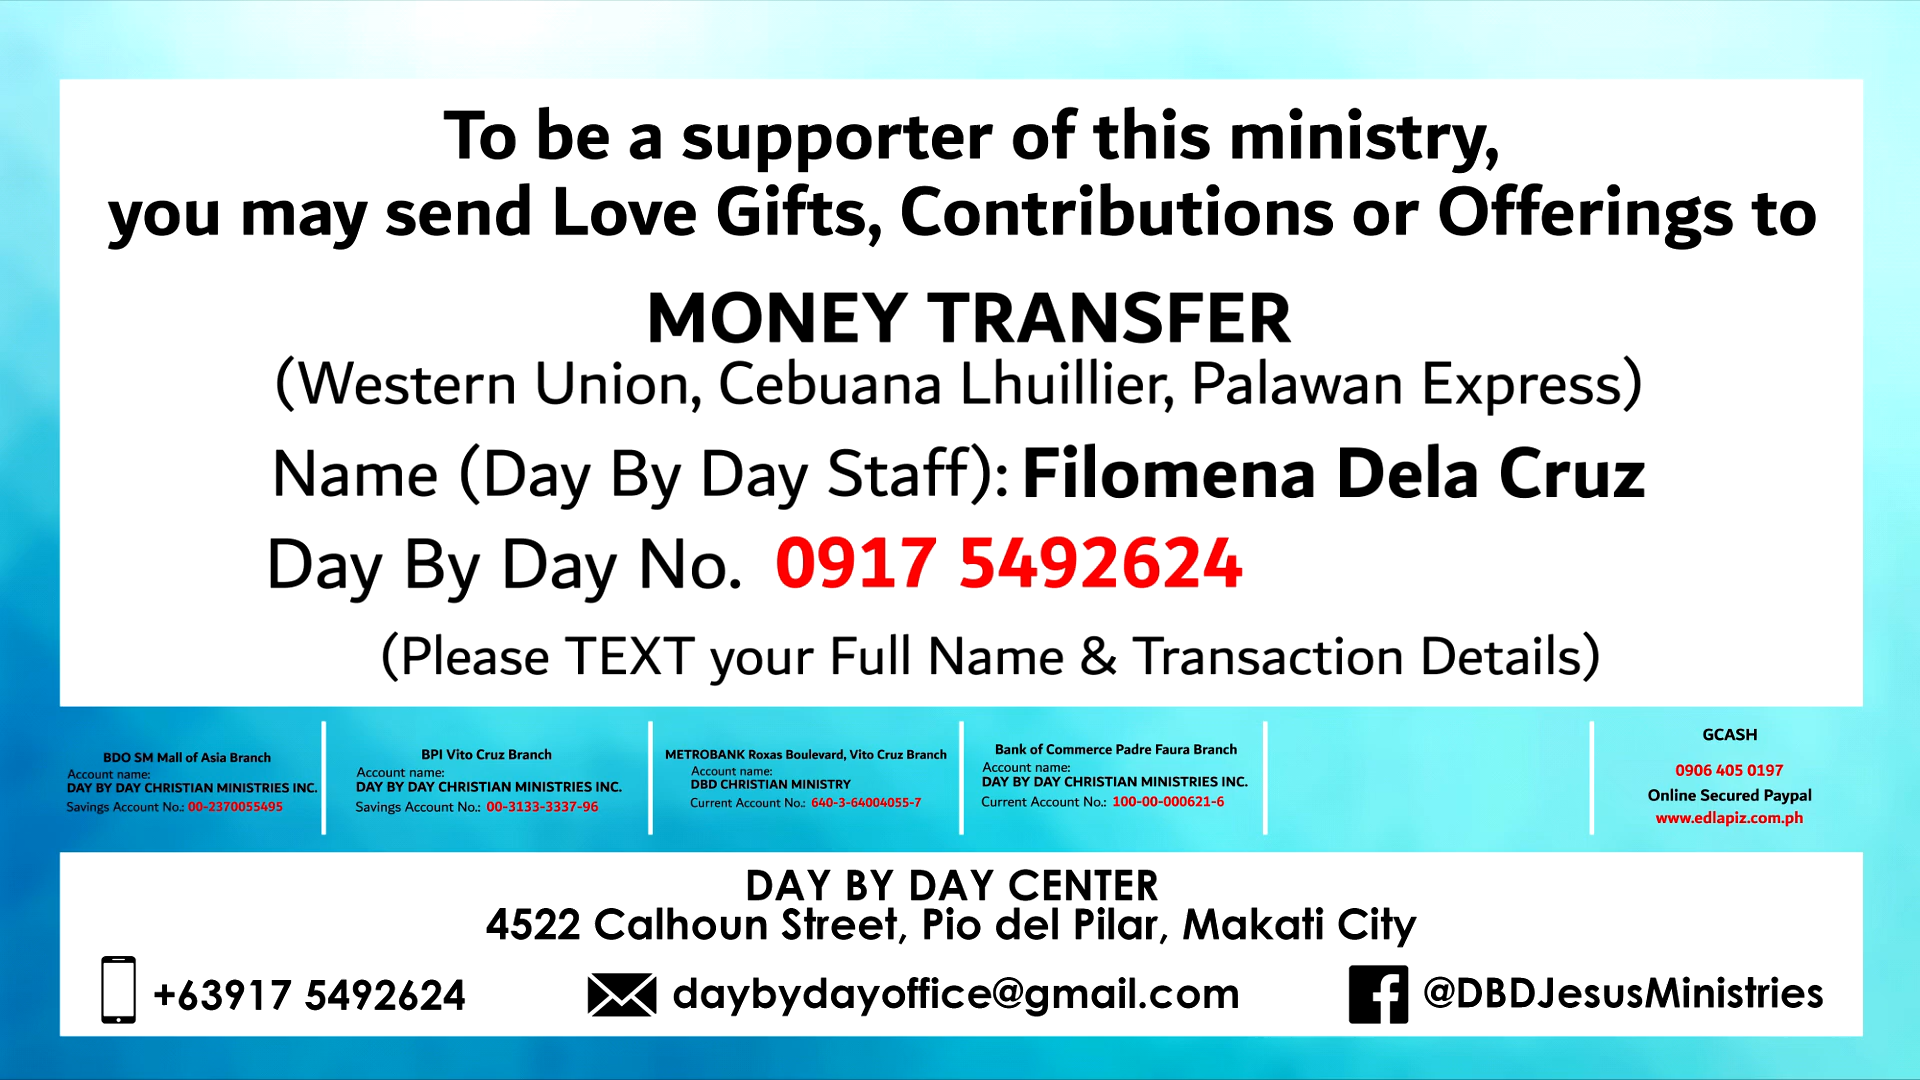 To be a supporter of this ministry,
you may send Love Gifts, Contributions or Offerings to
MONEY TRANSFER
(Western Union, Cebuana Lhuillier, Palawan Express)
Name (Day By Day Staff): Filomena Dela Cruz
Day By Day No. 0917 5492624
(Please TEXT your Full Name & Transaction Details)
BDO SM Mall of Asia Branch
Account name:
DAY BY DAY CHRISTIAN MINISTRIES INC.
Savings Account No.: 00-2370055495
BPI Vito Cruz Branch
Account name:
DAY BY DAY CHRISTIAN MINISTRIES INC.
Savings Account No.: 00-3133-3337-96
METROBANK Roxas Boulevard, Vito Cruz Branch
Account name:
DBD CHRISTIAN MINISTRY
Current Account No.: 640-3-64004055-7
Bank of Commerce Padre Faura Branch
Account name:
DAY BY DAY CHRISTIAN MINISTRIES INC.
Current Account No.: 100-00-000621-6
GCASH
0906 405 0197
Online Secured Paypal
www.edlapiz.com.ph
DAY BY DAY CENTER
4522 Calhoun Street, Pio del Pilar, Makati City
+63917 5492624
daybydayoffice@gmail.com
@DBDJesusMinistries